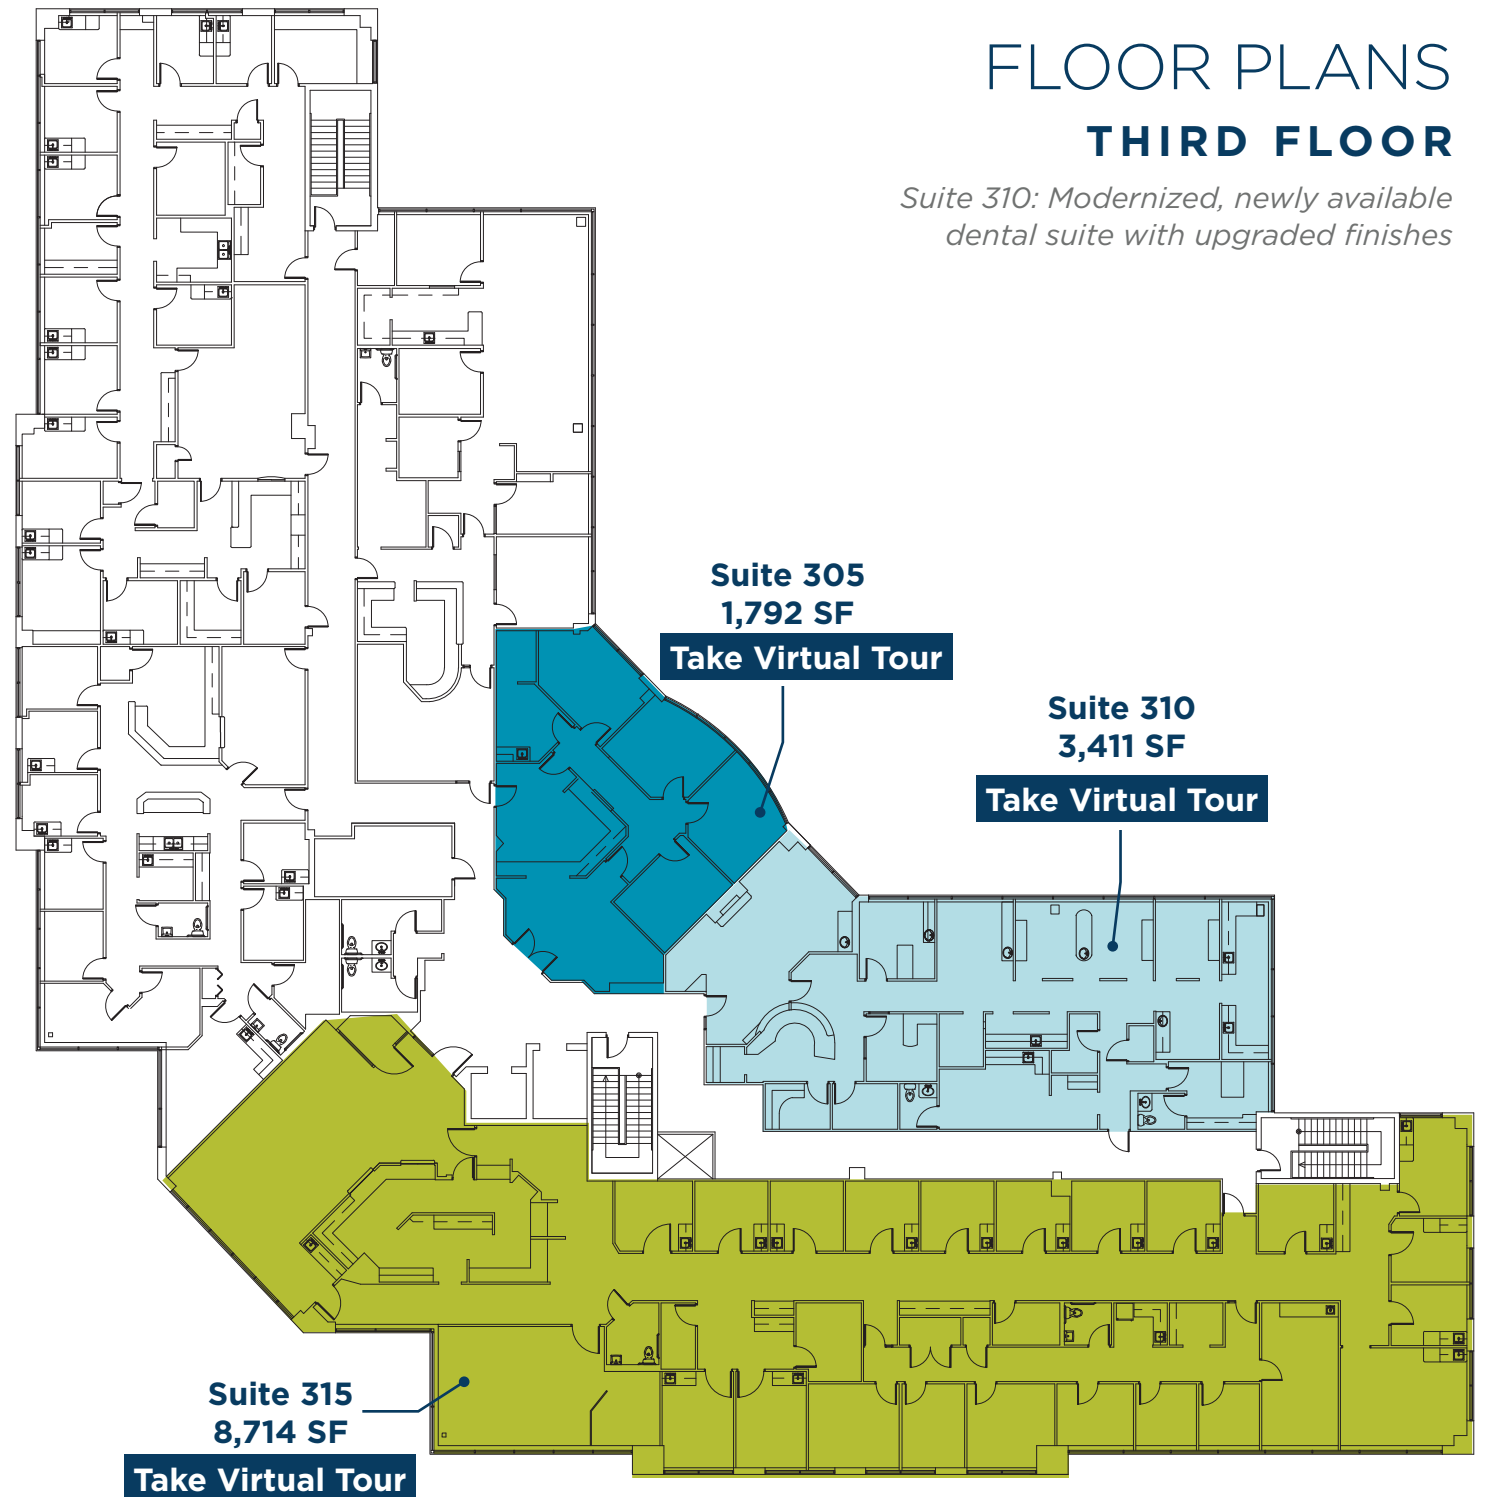 FLOOR PLANS
THIRD FLOOR
Suite 310: Modernized, newly available
dental suite with upgraded finishes
Suite 305
1,792 SF
Take Virtual Tour
Suite 310
3,411 SF
Take Virtual Tour
Suite 315
8,714 SF
Take Virtual Tour